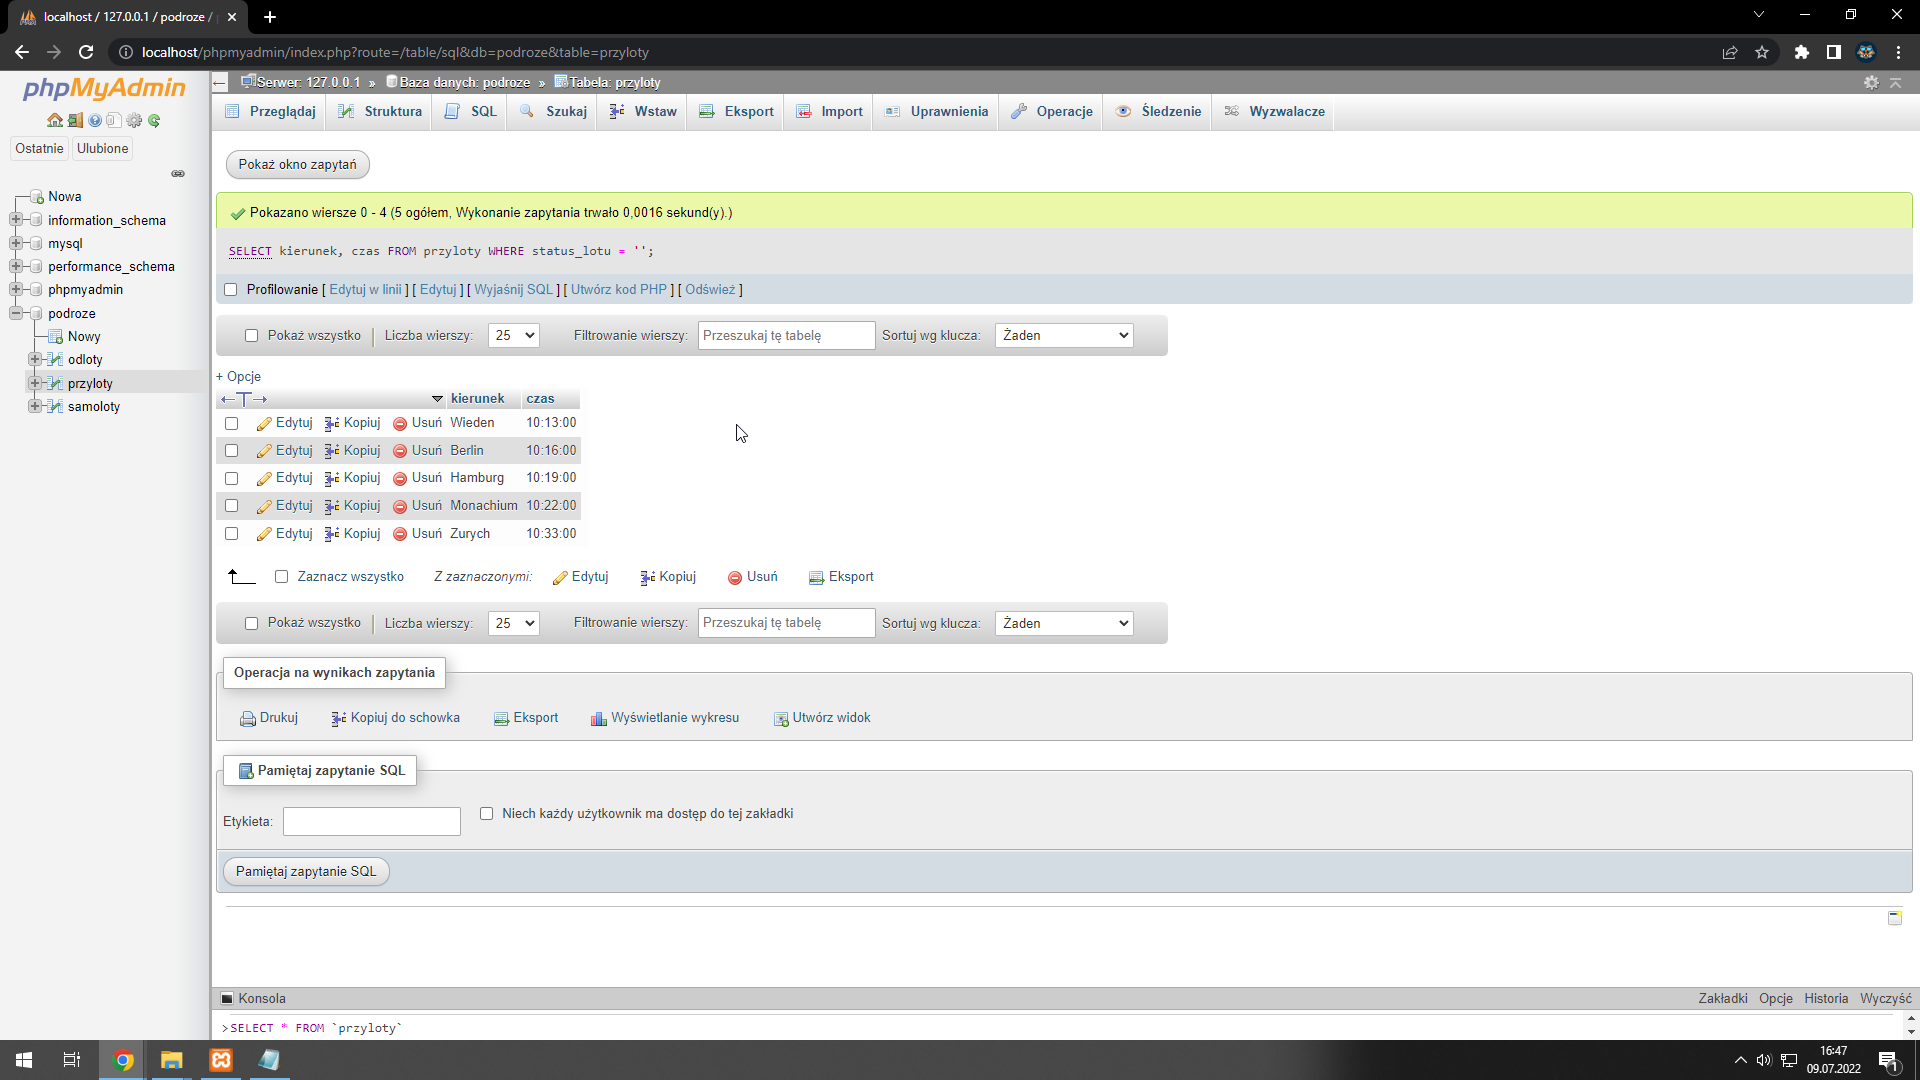 localhost / 127.0.0.1 / podroze /
localhost/phpmyadmin/index.php?route=/table/sql&db=podroze&table=przyloty
phpMyAdmin
Ostatnie
Ulubione
Nowa
information_schema
mysql
performance_schema
phpmyadmin
podroze
Nowy
odloty
przyloty
samoloty
Serwer: 127.0.0.1 » Baza danych: podroze » Tabela: przyloty
Przeglądaj Struktura SQL Szukaj Wstaw Eksport Import Uprawnienia Operacje Śledzenie Wyzwalacze
Pokaż okno zapytań
Pokazano wiersze 0 - 4 (5 ogółem, Wykonanie zapytania trwało 0,0016 sekund(y).)
SELECT kierunek, czas FROM przyloty WHERE status_lotu = '';
Profilowanie [ Edytuj w linii ] [ Edytuj ] [ Wyjaśnij SQL ] [ Utwórz kod PHP ] [ Odśwież ]
Pokaż wszystko Liczba wierszy: 25 Filtrowanie wierszy: Przeszukaj tę tabelę Sortuj wg klucza: Żaden
+ Opcje
←T→ kierunek czas
Edytuj Kopiuj Usuń Wieden 10:13:00
Edytuj Kopiuj Usuń Berlin 10:16:00
Edytuj Kopiuj Usuń Hamburg 10:19:00
Edytuj Kopiuj Usuń Monachium 10:22:00
Edytuj Kopiuj Usuń Zurych 10:33:00
Zaznacz wszystko Z zaznaczonymi: Edytuj Kopiuj Usuń Eksport
Pokaż wszystko Liczba wierszy: 25 Filtrowanie wierszy: Przeszukaj tę tabelę Sortuj wg klucza: Żaden
Operacja na wynikach zapytania
Drukuj Kopiuj do schowka Eksport Wyświetlanie wykresu Utwórz widok
Pamiętaj zapytanie SQL
Etykieta: Niech każdy użytkownik ma dostęp do tej zakładki
Pamiętaj zapytanie SQL
Konsola Zakładki Opcje Historia Wyczyść
>SELECT * FROM `przyloty`
16:47
09.07.2022
1